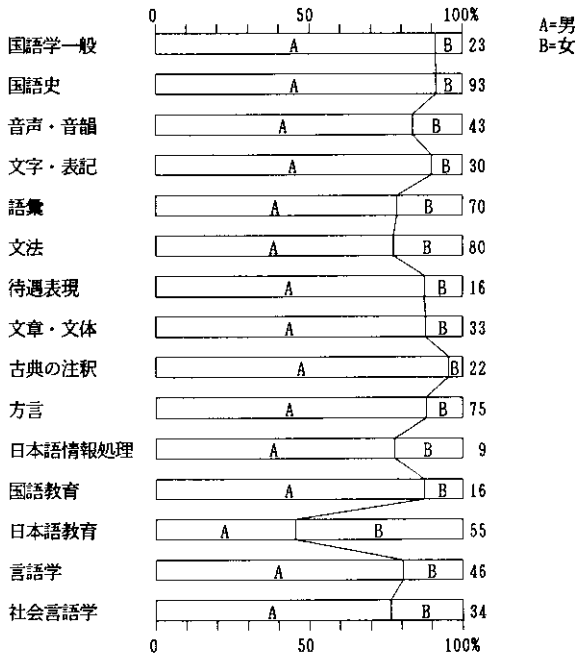 0 50 100%
A=男
B=女
国語学一般 A B 23
国語史 A B 93
音声・音韻 A B 43
文字・表記 A B 30
語彙 A B 70
文法 A B 80
待遇表現 A B 16
文章・文体 A B 33
古典の注釈 A B 22
方言 A B 75
日本語情報処理 A B 9
国語教育 A B 16
日本語教育 A B 55
言語学 A B 46
社会言語学 A B 34
0 50 100%